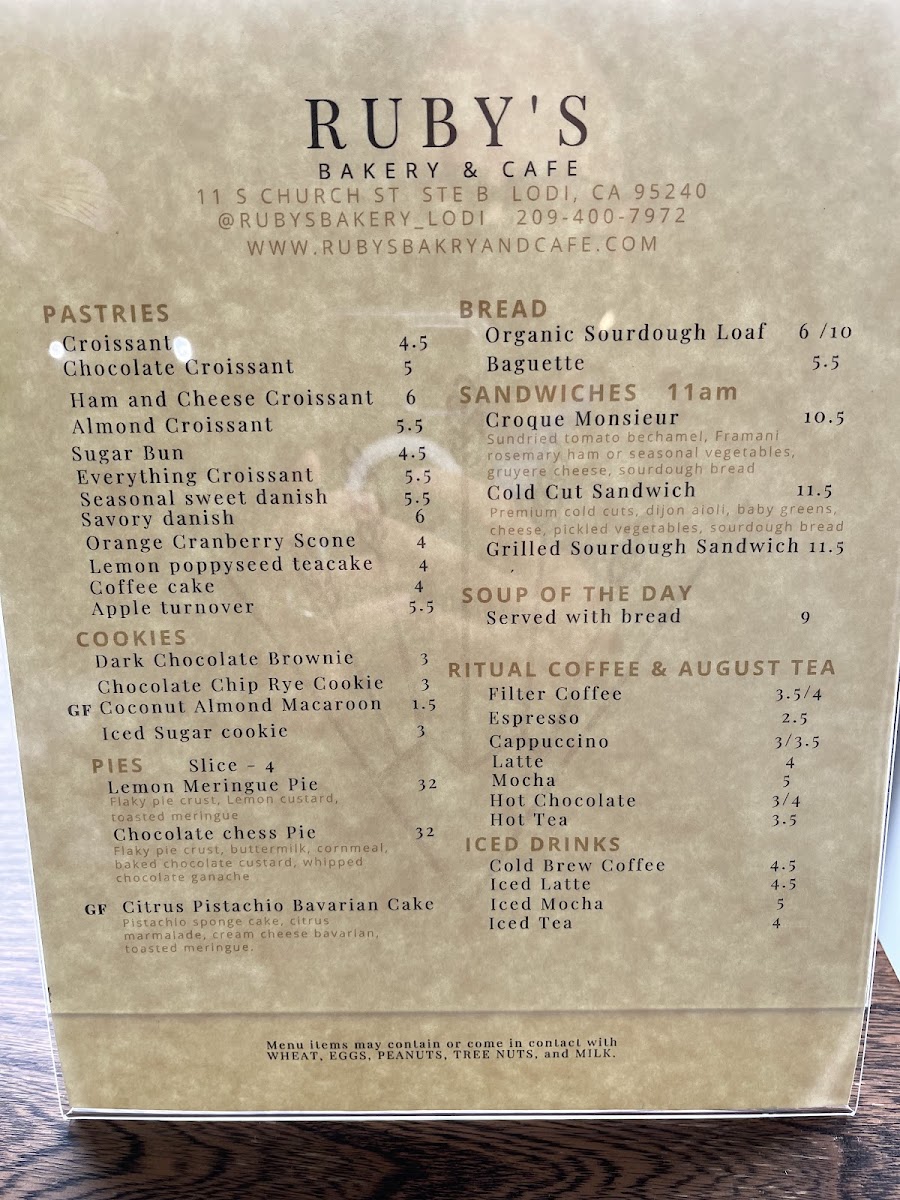 RUBY'S
BAKERY & CAFE
11 S CHURCH ST STE B LODI, CA 95240
@RUBYSBAKERY_LODI 209-400-7972
WWW.RUBYSBAKRYANDCAFE.COM
PASTRIES
Croissant 4.5
Chocolate Croissant 5
Ham and Cheese Croissant 6
Almond Croissant 5.5
Sugar Bun 4.5
Everything Croissant 5.5
Seasonal sweet danish 5.5
Savory danish 6
Orange Cranberry Scone 4
Lemon poppyseed teacake 4
Coffee cake 4
Apple turnover 5.5
COOKIES
Dark Chocolate Brownie 3
Chocolate Chip Rye Cookie 3
GF Coconut Almond Macaroon 1.5
Iced Sugar cookie 3
PIES Slice - 4
Lemon Meringue Pie 32
Flaky pie crust, Lemon custard,
toasted meringue
Chocolate chess Pie 32
Flaky pie crust, buttermilk, cornmeal,
baked chocolate custard, whipped
chocolate ganache
GF Citrus Pistachio Bavarian Cake
Pistachio sponge cake, citrus
marmalade, cream cheese bavarian,
toasted meringue.
BREAD
Organic Sourdough Loaf 6 /10
Baguette 5.5
SANDWICHES 11am
Croque Monsieur 10.5
Sundried tomato bechamel, Framani
rosemary ham or seasonal vegetables,
gruyere cheese, sourdough bread
Cold Cut Sandwich 11.5
Premium cold cuts, dijon aioli, baby greens,
cheese, pickled vegetables, sourdough bread
Grilled Sourdough Sandwich 11.5
SOUP OF THE DAY
Served with bread 9
RITUAL COFFEE & AUGUST TEA
Filter Coffee 3.5/4
Espresso 2.5
Cappuccino 3/3.5
Latte 4
Mocha 5
Hot Chocolate 3/4
Hot Tea 3.5
ICED DRINKS
Cold Brew Coffee 4.5
Iced Latte 4.5
Iced Mocha 5
Iced Tea 4
Menu items may contain or come in contact with
WHEAT, EGGS, PEANUTS, TREE NUTS, and MILK.